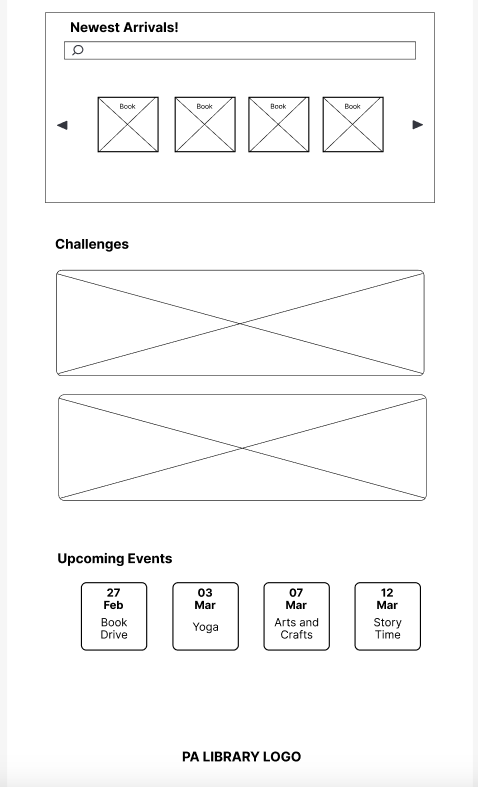 Newest Arrivals!
Book Book Book Book
Challenges
Upcoming Events
27 03 07 12
Feb Mar Mar Mar
Book Drive
Yoga
Arts and Crafts
Story Time
PA LIBRARY LOGO